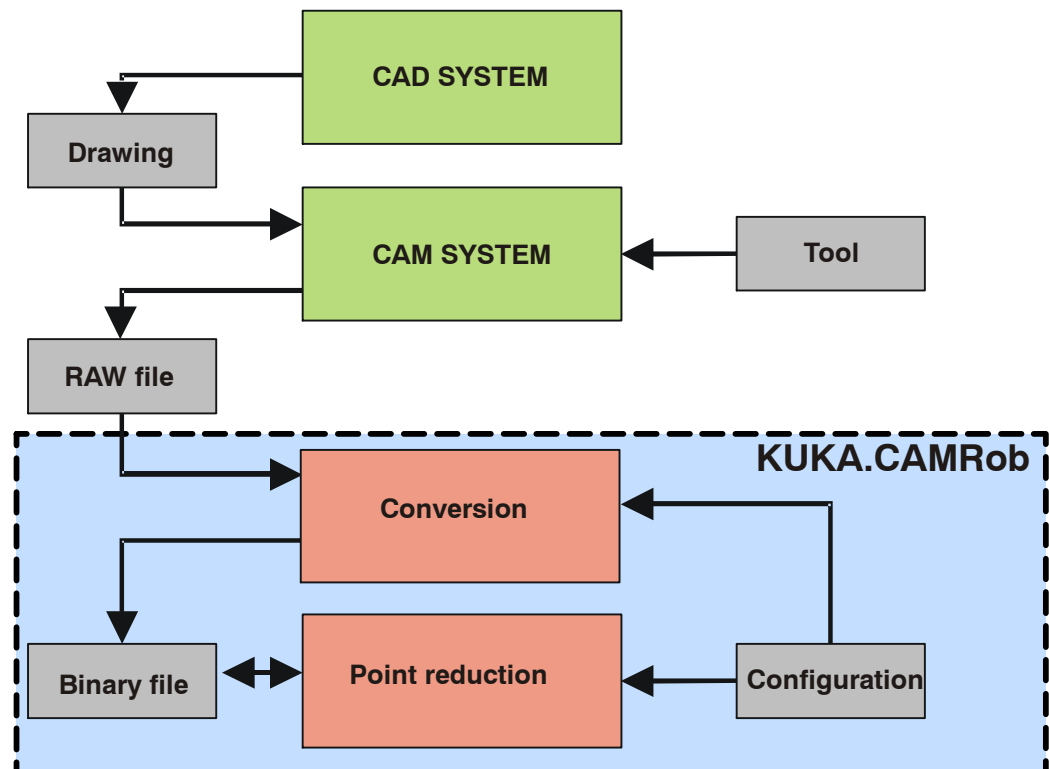 CAD SYSTEM
Drawing
CAM SYSTEM
Tool
RAW file
KUKA.CAMRob
Conversion
Binary file
Point reduction
Configuration